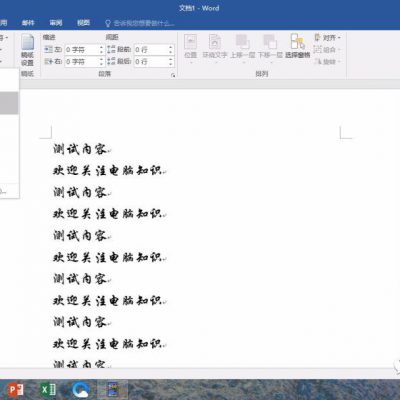 文档1 - Word
用 邮件 审阅 视图 告诉我您想要做什么...
符 缩进 间距 对齐
左: 0 字符 段前: 0 行 组合
右: 0 字符 段后: 0 行 旋转
稿纸设置 位置 环绕文字 上移一层 下移一层 选择窗格
稿纸 段落 排列
测试内容
欢迎关注电脑知识
测试内容
欢迎关注电脑知识
测试内容
欢迎关注电脑知识
测试内容
欢迎关注电脑知识
测试内容
欢迎关注电脑知识
测试内容